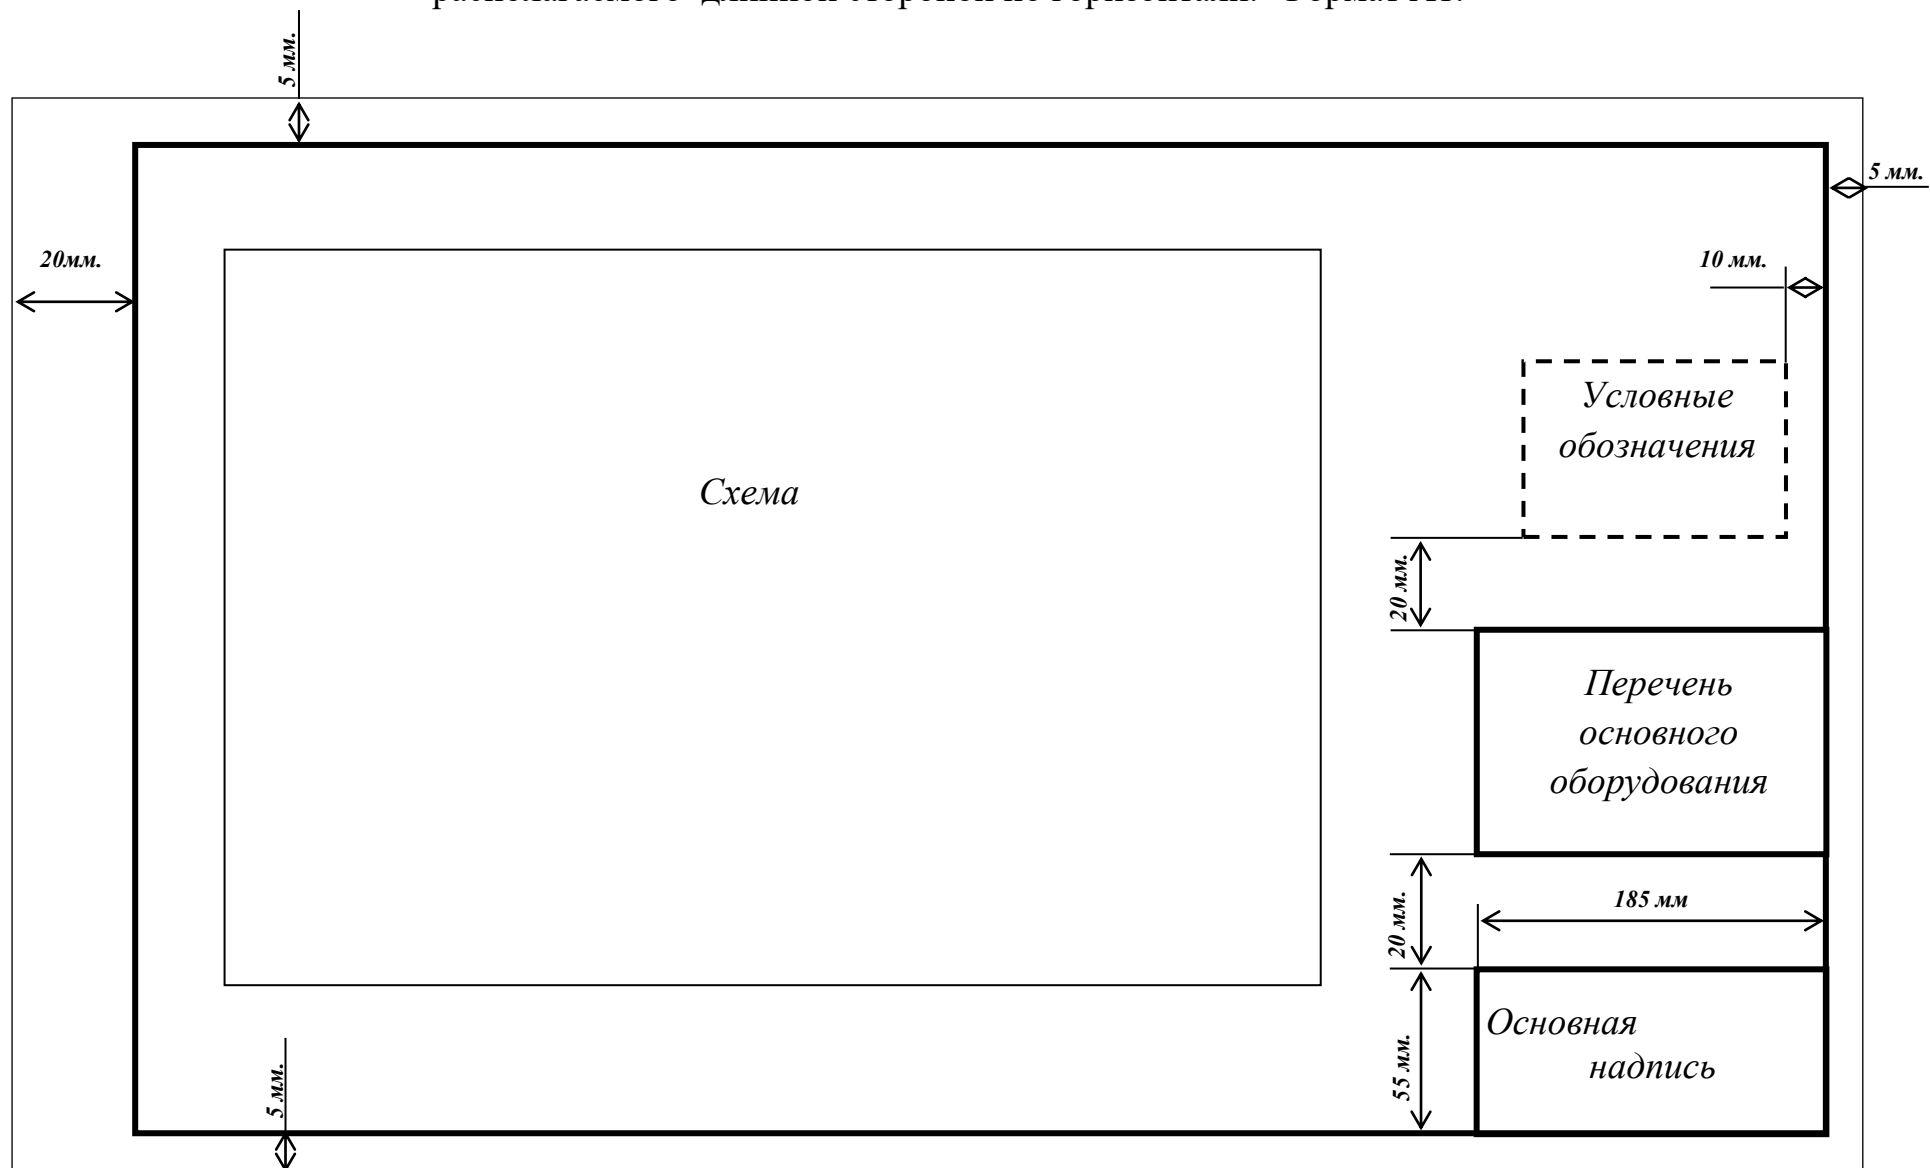 5 мм.
5 мм.
20мм.
10 мм.
Условные
обозначения
Схема
20 мм.
Перечень
основного
оборудования
20 мм.
185 мм
Основная
надпись
55 мм.
5 мм.